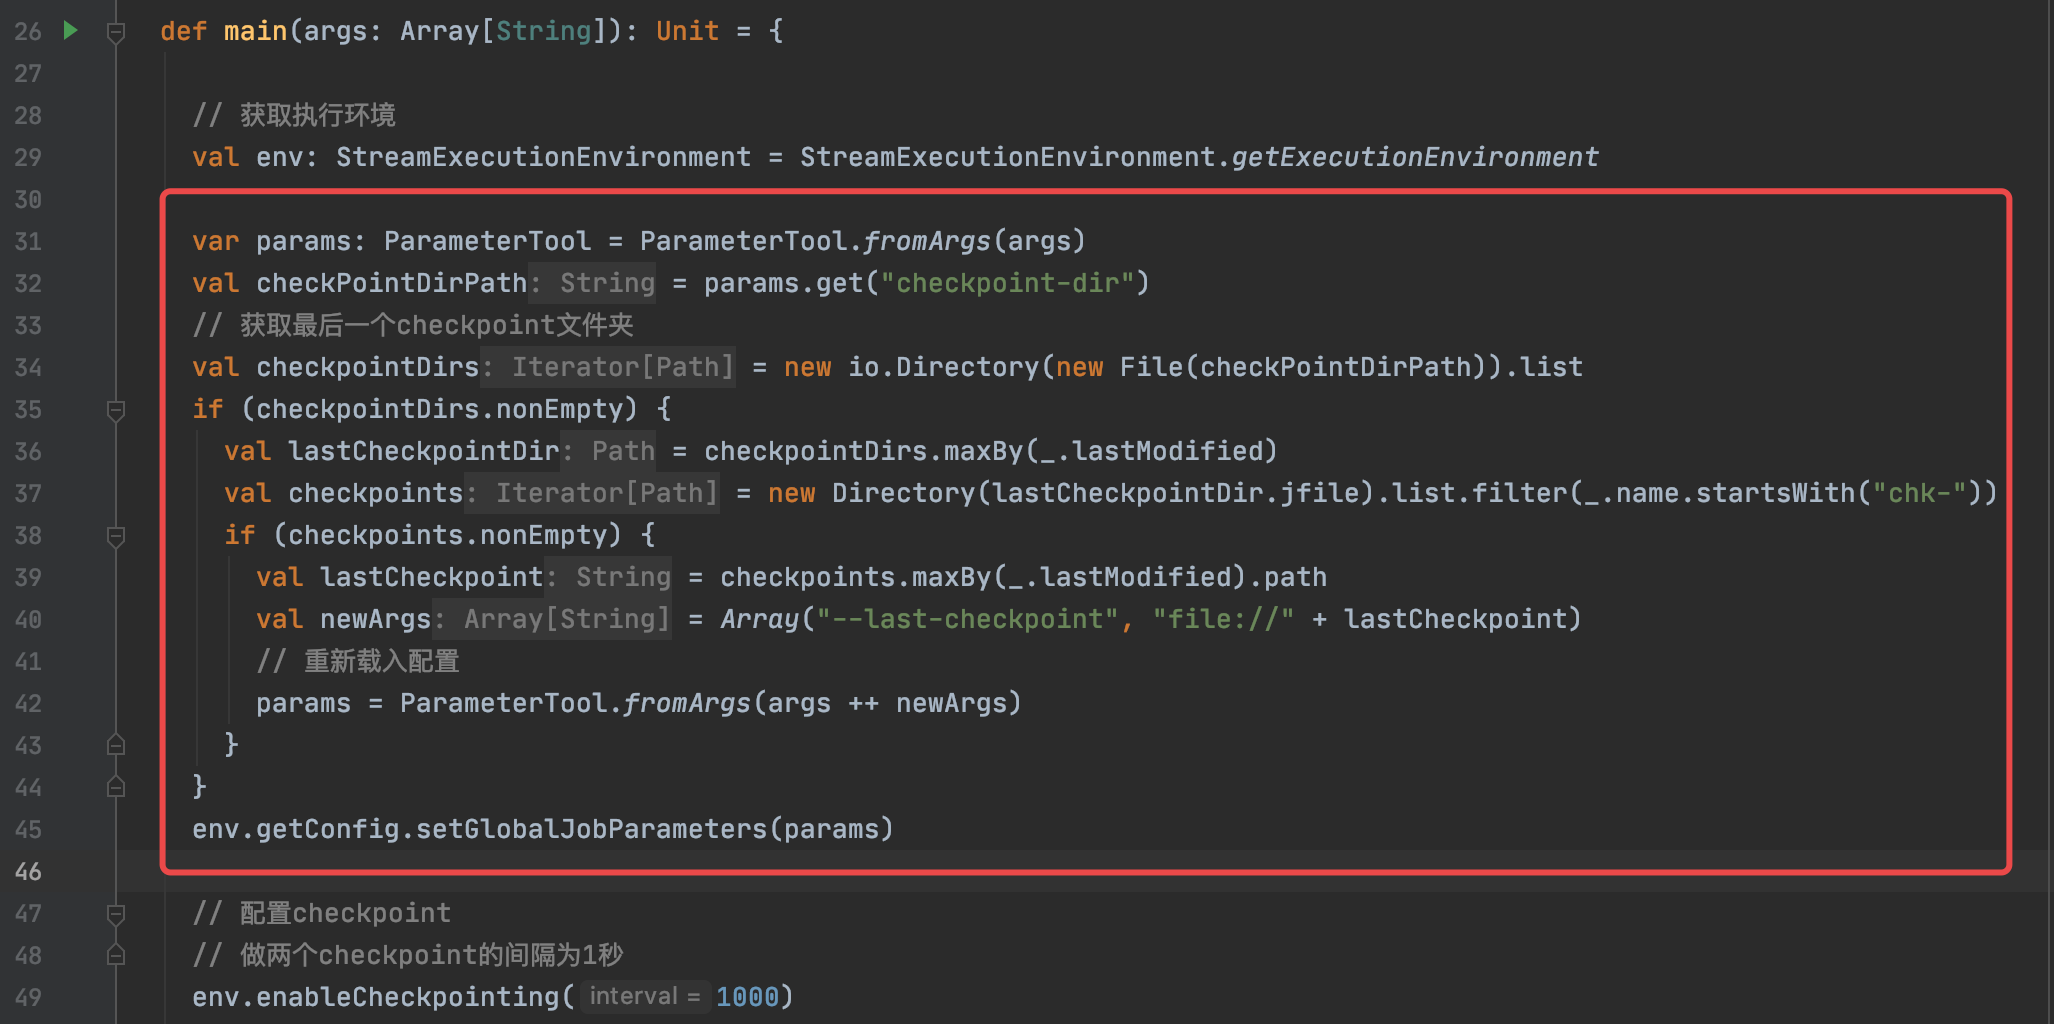 26 def main(args: Array[String]): Unit = {
27
28 // 获取执行环境
29 val env: StreamExecutionEnvironment = StreamExecutionEnvironment.getExecutionEnvironment
30
31 var params: ParameterTool = ParameterTool.fromArgs(args)
32 val checkPointDirPath: String = params.get("checkpoint-dir")
33 // 获取最后一个checkpoint文件夹
34 val checkpointDirs: Iterator[Path] = new io.Directory(new File(checkPointDirPath)).list
35 if (checkpointDirs.nonEmpty) {
36 val lastCheckpointDir: Path = checkpointDirs.maxBy(_.lastModified)
37 val checkpoints: Iterator[Path] = new Directory(lastCheckpointDir.jfile).list.filter(_.name.startsWith("chk-"))
38 if (checkpoints.nonEmpty) {
39 val lastCheckpoint: String = checkpoints.maxBy(_.lastModified).path
40 val newArgs: Array[String] = Array("--last-checkpoint", "file://" + lastCheckpoint)
41 // 重新载入配置
42 params = ParameterTool.fromArgs(args ++ newArgs)
43 }
44 }
45 env.getConfig.setGlobalJobParameters(params)
46
47 // 配置checkpoint
48 // 做两个checkpoint的间隔为1秒
49 env.enableCheckpointing( interval = 1000)